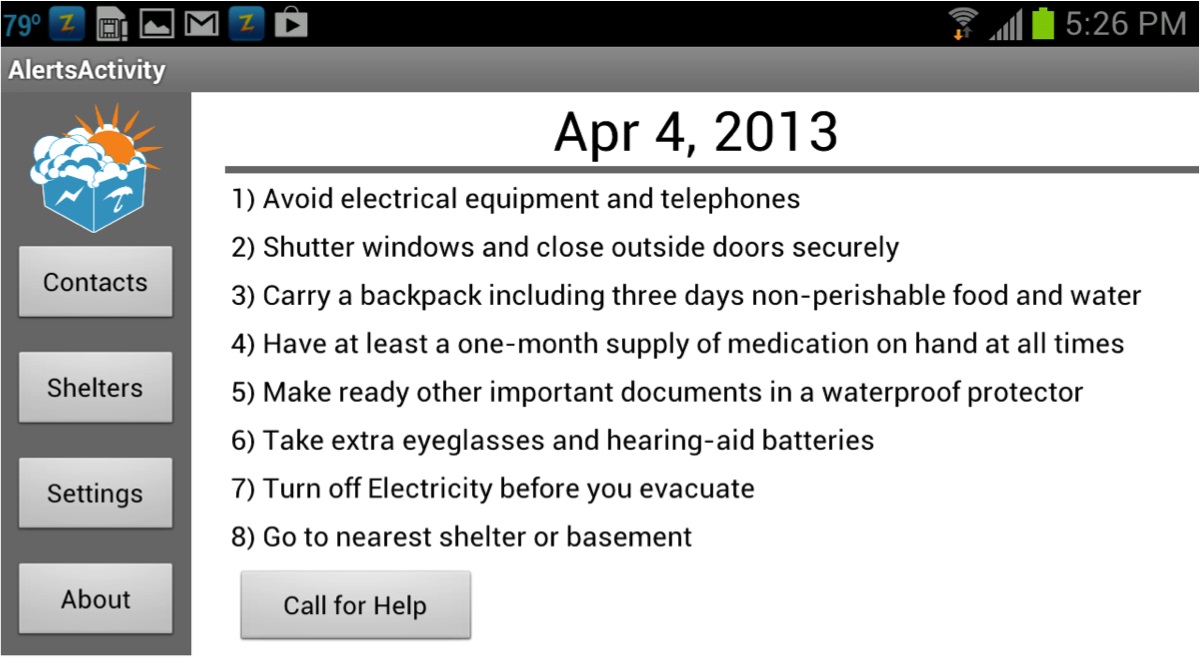 79° Z Z 5:26 PM
AlertsActivity
Apr 4, 2013
1) Avoid electrical equipment and telephones
2) Shutter windows and close outside doors securely
3) Carry a backpack including three days non-perishable food and water
4) Have at least a one-month supply of medication on hand at all times
5) Make ready other important documents in a waterproof protector
6) Take extra eyeglasses and hearing-aid batteries
7) Turn off Electricity before you evacuate
8) Go to nearest shelter or basement
Contacts
Shelters
Settings
About
Call for Help